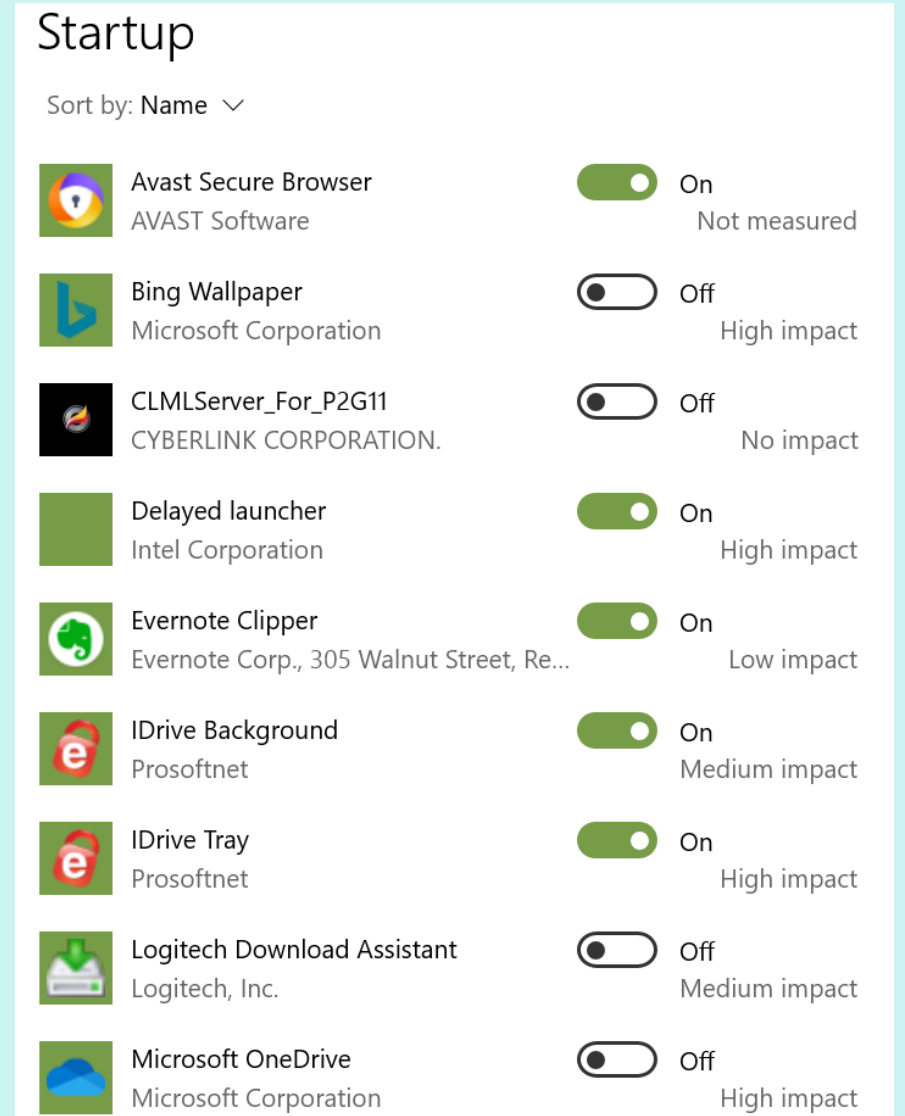 Startup
Sort by: Name
Avast Secure Browser
On
AVAST Software
Not measured
Bing Wallpaper
Off
Microsoft Corporation
High impact
CLMLServer_For_P2G11
Off
CYBERLINK CORPORATION.
No impact
Delayed launcher
On
Intel Corporation
High impact
Evernote Clipper
On
Evernote Corp., 305 Walnut Street, Re...
Low impact
IDrive Background
On
Prosoftnet
Medium impact
IDrive Tray
On
Prosoftnet
High impact
Logitech Download Assistant
Off
Logitech, Inc.
Medium impact
Microsoft OneDrive
Off
Microsoft Corporation
High impact